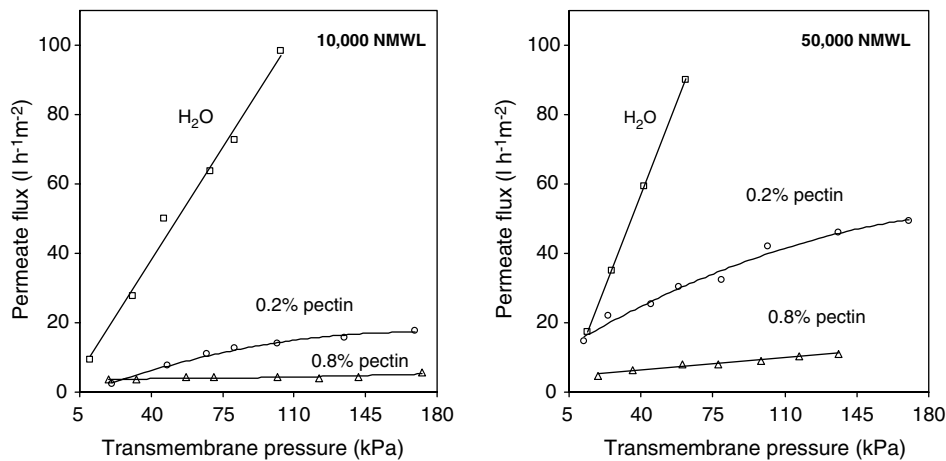 10,000 NMWL
Permeate flux (l h-1m-2)
100
80
60
40
20
0
H2O
0.2% pectin
0.8% pectin
5
40
75
110
145
180
Transmembrane pressure (kPa)
50,000 NMWL
Permeate flux (l h-1m-2)
100
80
60
40
20
0
H2O
0.2% pectin
0.8% pectin
5
40
75
110
145
180
Transmembrane pressure (kPa)